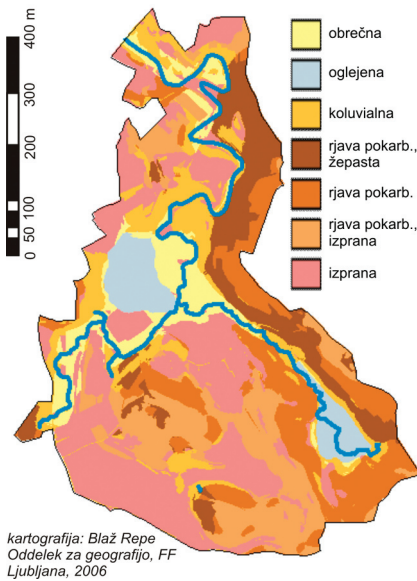 400 m
300
200
100
50
0
obrečna
oglejena
koluvialna
rjava pokarb.,
žepasta
rjava pokarb.
rjava pokarb.,
izprana
izprana
kartografija: Blaž Repe
Oddelek za geografijo, FF
Ljubljana, 2006